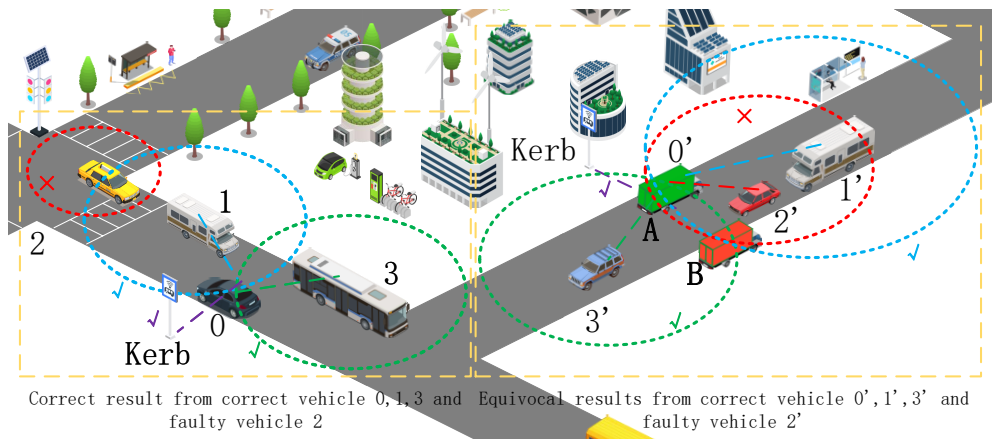 Kerb
O'
A
1'
2'
B
3'
1
2
3
0
Kerb
Correct result from correct vehicle 0,1,3 and
faulty vehicle 2
Equivocal results from correct vehicle 0',1',3' and
faulty vehicle 2'